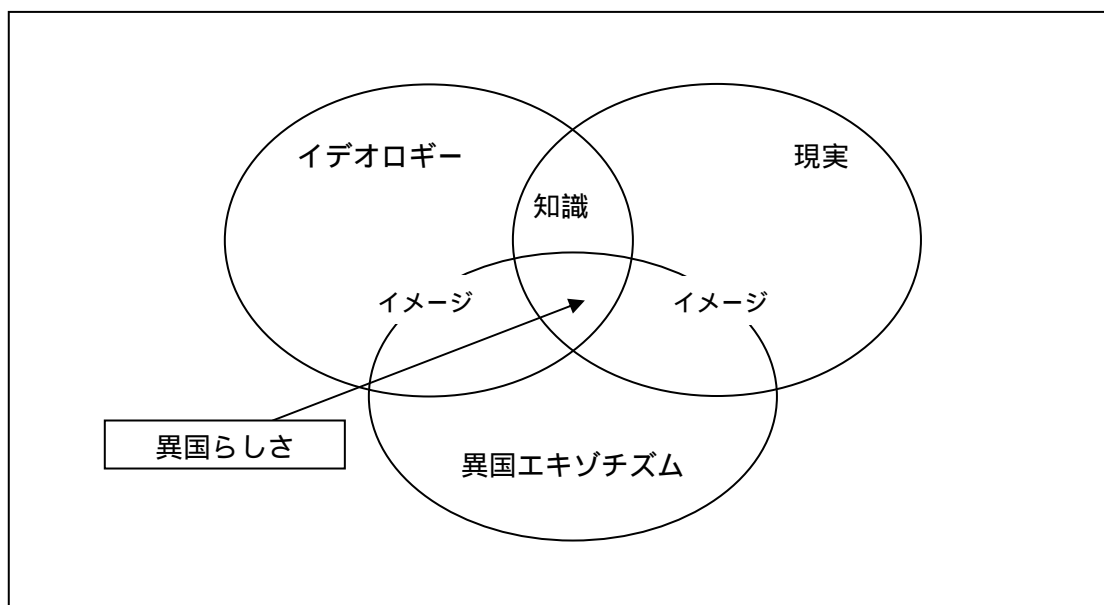 イデオロギー
現実
知識
イメージ
イメージ
異国らしさ
異国エキゾチズム